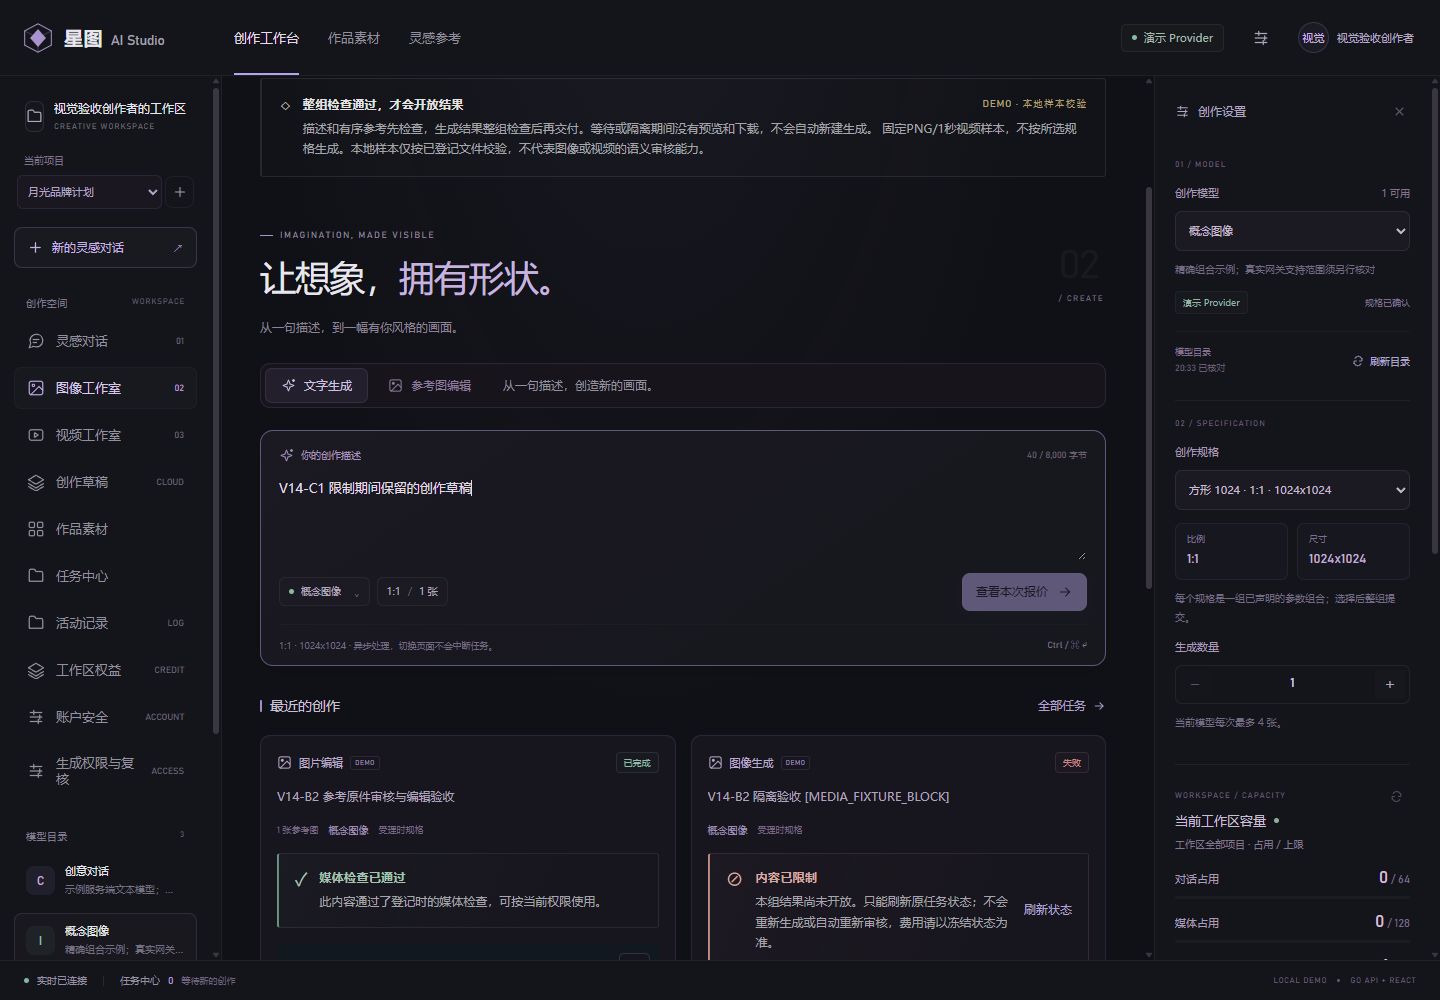 星图 AI Studio
创作工作台
作品素材
灵感参考
演示 Provider
视觉
视觉验收创作者
视觉验收创作者的工作区
CREATIVE WORKSPACE
当前项目
月光品牌计划
新的灵感对话
创作空间 WORKSPACE
灵感对话 01
图像工作室 02
视频工作室 03
创作草稿 CLOUD
作品素材
任务中心
活动记录 LOG
工作区权益 CREDIT
账户安全 ACCOUNT
生成权限与复
核 ACCESS
模型目录 3
C 创意对话
示例服务端文本模型；...
I 概念图像
精确组合示例；真实网关...
整组检查通过，才会开放结果
DEMO · 本地样本校验
描述和有序参考先检查，生成结果整组检查后再交付。等待或隔离期间没有预览和下载，不会自动新建生成。 固定PNG/1秒视频样本，不按所选规
格生成。本地样本仅按已登记文件校验，不代表图像或视频的语义审核能力。
IMAGINATION, MADE VISIBLE
让想象，拥有形状。
02
/ CREATE
从一句描述，到一幅有你风格的画面。
文字生成
参考图编辑
从一句描述，创造新的画面。
你的创作描述
40 / 8,000 字节
V14-C1 限制期间保留的创作草稿
概念图像
1:1 / 1 张
查看本次报价
1:1 · 1024x1024 · 异步处理，切换页面不会中断任务。
Ctrl / ⌘ ↵
最近的创作
全部任务
图片编辑 DEMO
已完成
V14-B2 参考原件审核与编辑验收
1 张参考图 概念图像 受理时规格
媒体检查已通过
此内容通过了登记时的媒体检查，可按当前权限使用。
图像生成 DEMO
失败
V14-B2 隔离验收 [MEDIA_FIXTURE_BLOCK]
概念图像 受理时规格
内容已限制
本组结果尚未开放。只能刷新原任务状态；不会
重新生成或自动重新审核，费用请以冻结状态为
准。
刷新状态
创作设置
01 / MODEL
创作模型 1 可用
概念图像
精确组合示例；真实网关支持范围须另行核对
演示 Provider
规格已确认
模型目录
20:33 已核对
刷新目录
02 / SPECIFICATION
创作规格
方形 1024 · 1:1 · 1024x1024
比例
1:1
尺寸
1024x1024
每个规格是一组已声明的参数组合；选择后整组提
交。
生成数量
1
当前模型每次最多 4 张。
WORKSPACE / CAPACITY
当前工作区容量
工作区全部项目 · 占用 / 上限
对话占用 0 / 64
媒体占用 0 / 128
实时已连接
任务中心 0 等待新的创作
LOCAL DEMO
GO API + REACT